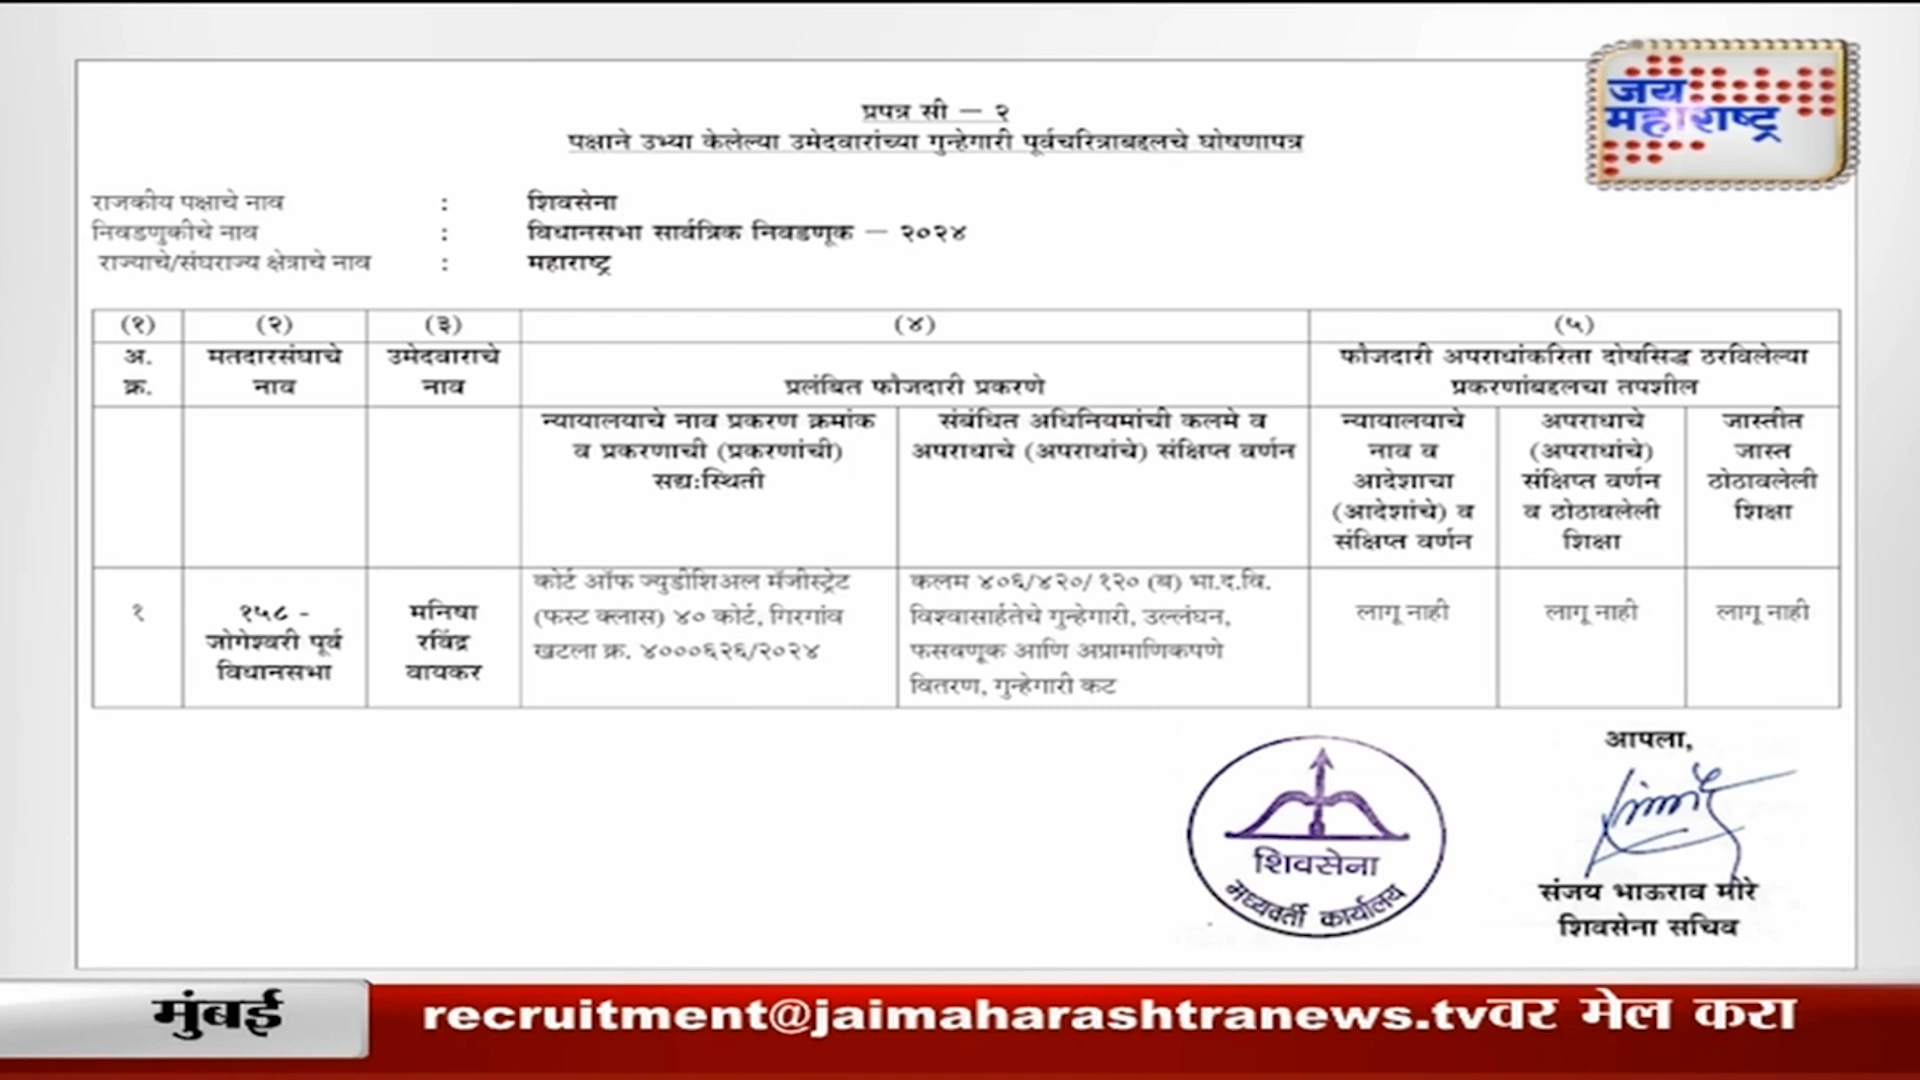 जय
महाराष्ट्र
प्रपत्र सी – २
पक्षाने उभ्या केलेल्या उमेदवारांच्या गुन्हेगारी पूर्वचरित्राबद्दलचे घोषणापत्र
राजकीय पक्षाचे नाव : शिवसेना
निवडणुकीचे नाव : विधानसभा सार्वत्रिक निवडणूक – २०२४
राज्याचे/संघराज्य क्षेत्राचे नाव : महाराष्ट्र
(१) (२) (३) (४) (५)
अ. क्र.
मतदारसंघाचे नाव
उमेदवाराचे नाव
प्रलंबित फौजदारी प्रकरणे
फौजदारी अपराधांकरिता दोषसिद्ध ठरविलेल्या
प्रकरणांबद्दलचा तपशील
न्यायालयाचे नाव प्रकरण क्रमांक
व प्रकरणाची (प्रकरणांची)
सद्य:स्थिती
संबंधित अधिनियमांची कलमे व
अपराधाचे (अपराधांचे) संक्षिप्त वर्णन
न्यायालयाचे
नाव व
आदेशाचा
(आदेशांचे) व
संक्षिप्त वर्णन
अपराधाचे
(अपराधांचे)
संक्षिप्त वर्णन
व ठोठावलेली
शिक्षा
जास्तीत
जास्त
ठोठावलेली
शिक्षा
१
१५८ -
जोगेश्वरी पूर्व
विधानसभा
मनिषा
रविंद्र
वायकर
कोर्ट ऑफ ज्युडीशिअल मॅजीस्ट्रेट
(फस्ट क्लास) ४० कोर्ट, गिरगांव
खटला क्र. ४०००६२६/२०२४
कलम ४०६/४२०/१२० (ब) भा.द.वि.
विश्वासार्हतेचे गुन्हेगारी, उल्लंघन,
फसवणूक आणि अप्रामाणिकपणे
वितरण, गुन्हेगारी कट
लागू नाही
लागू नाही
लागू नाही
आपला,
शिवसेना
मध्यवर्ती कार्यालय
संजय भाऊराव मोरे
शिवसेना सचिव
मुंबई
recruitment@jaimaharashtranews.tvवर मेल करा